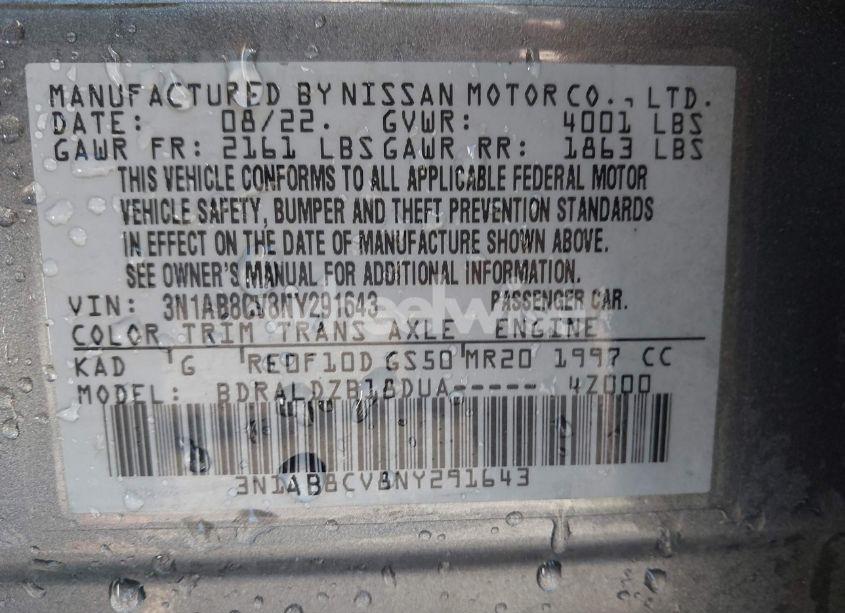 MANUFACTURED BY NISSAN MOTOR CO., LTD.
DATE: 08/22. GVWR: 4001 LBS
GAWR FR: 2161 LBS GAWR RR: 1863 LBS
THIS VEHICLE CONFORMS TO ALL APPLICABLE FEDERAL MOTOR
VEHICLE SAFETY, BUMPER AND THEFT PREVENTION STANDARDS
IN EFFECT ON THE DATE OF MANUFACTURE SHOWN ABOVE.
SEE OWNER'S MANUAL FOR ADDITIONAL INFORMATION.
VIN: 3N1AB8CV8NY291643 PASSENGER CAR.
COLOR TRIM TRANS AXLE ENGINE
KAD G RE0F10D GS50 MR20 1997 CC
MODEL: BDRALDZB18DUA----- 4Z000
3N1AB8CV8NY291643